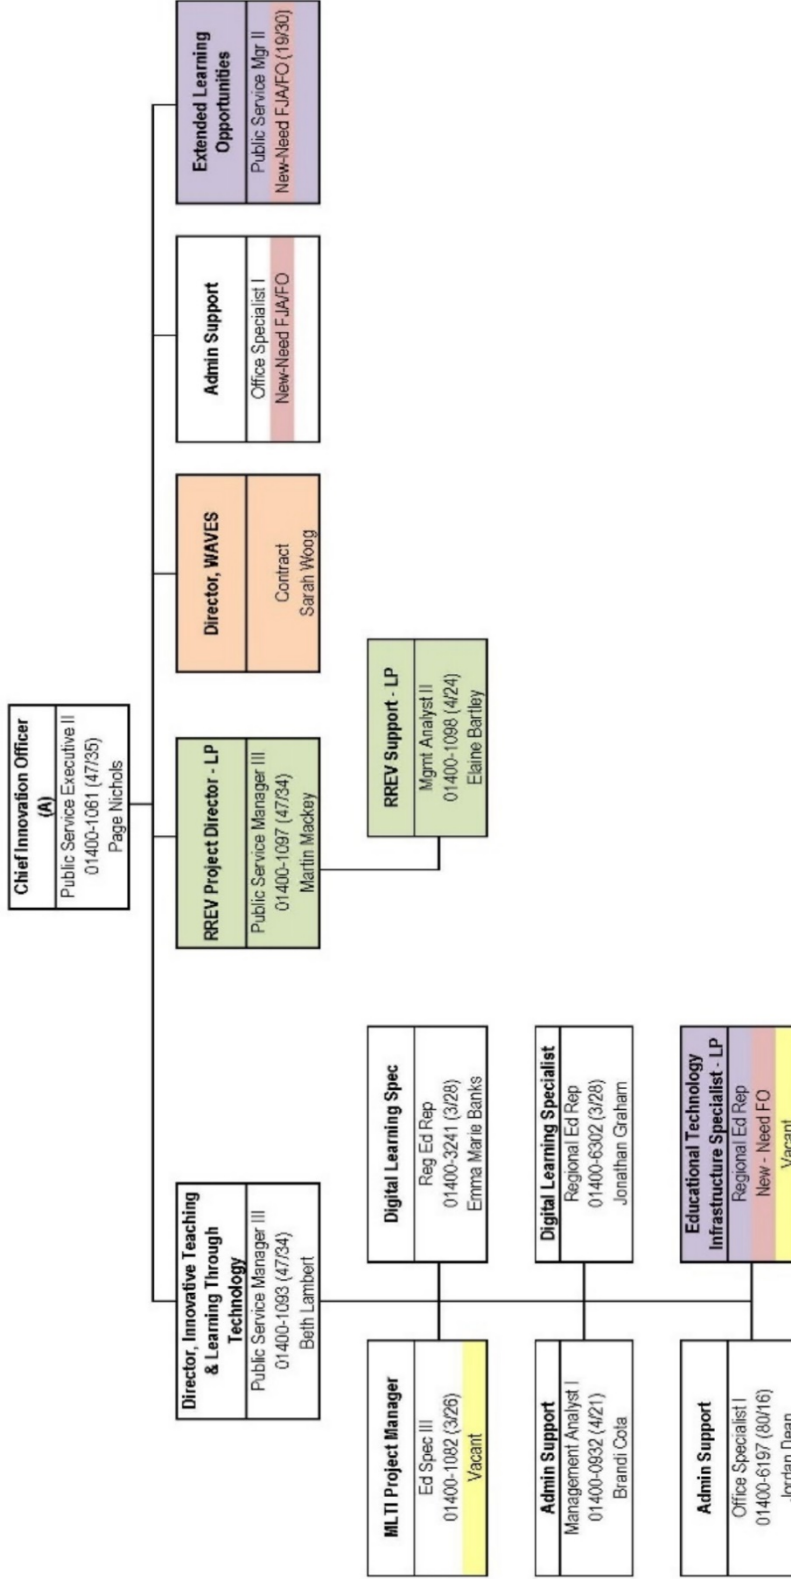 Chief Innovation Officer
(A)
Public Service Executive II
01400-1061 (47/35)
Page Nichols
Director, Innovative Teaching
& Learning Through
Technology
Public Service Manager III
01400-1093 (47/34)
Beth Lambert
RREV Project Director - LP
Public Service Manager III
01400-1097 (47/34)
Martin Mackey
Director, WAVES
Contract
Sarah Woog
Admin Support
Office Specialist I
New-Need FJA/FO
Extended Learning
Opportunities
Public Service Mgr II
New-Need FJA/FO (19/30)
MLTI Project Manager
Ed Spec III
01400-1082 (3/26)
Vacant
Digital Learning Spec
Reg Ed Rep
01400-3241 (3/28)
Emma Marie Banks
RREV Support - LP
Mgmt Analyst II
01400-1098 (4/24)
Elaine Bartley
Admin Support
Management Analyst I
01400-0932 (4/21)
Brandi Cota
Digital Learning Specialist
Regional Ed Rep
01400-6302 (3/28)
Jonathan Graham
Admin Support
Office Specialist I
01400-6197 (80/16)
Jordan Dean
Educational Technology
Infrastructure Specialist - LP
Regional Ed Rep
New - Need FO
Vacant